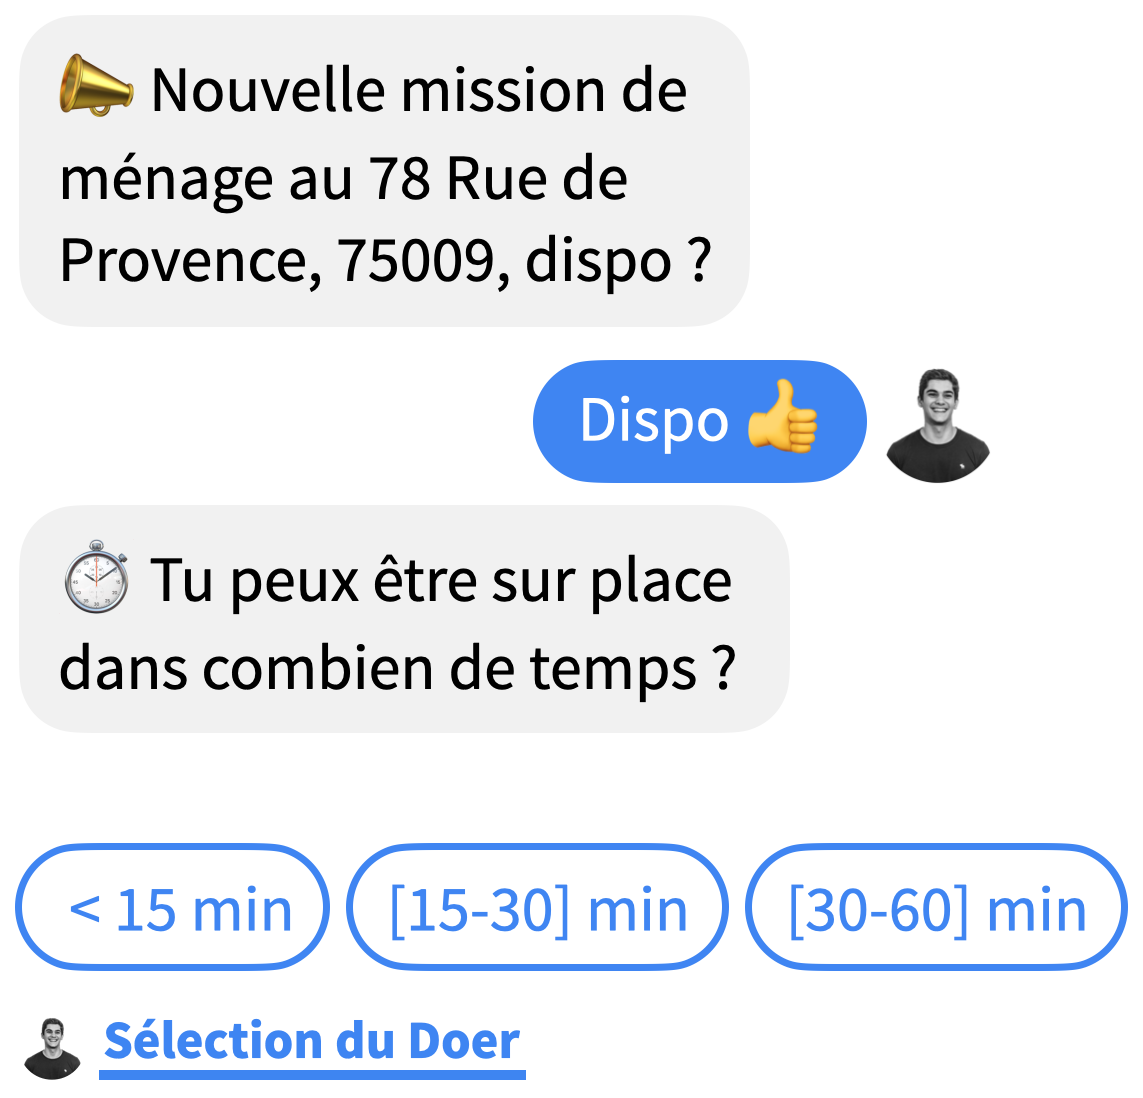 📣 Nouvelle mission de
ménage au 78 Rue de
Provence, 75009, dispo ?
Dispo 👍
⏱ Tu peux être sur place
dans combien de temps ?
< 15 min
[15-30] min
[30-60] min
Sélection du Doer